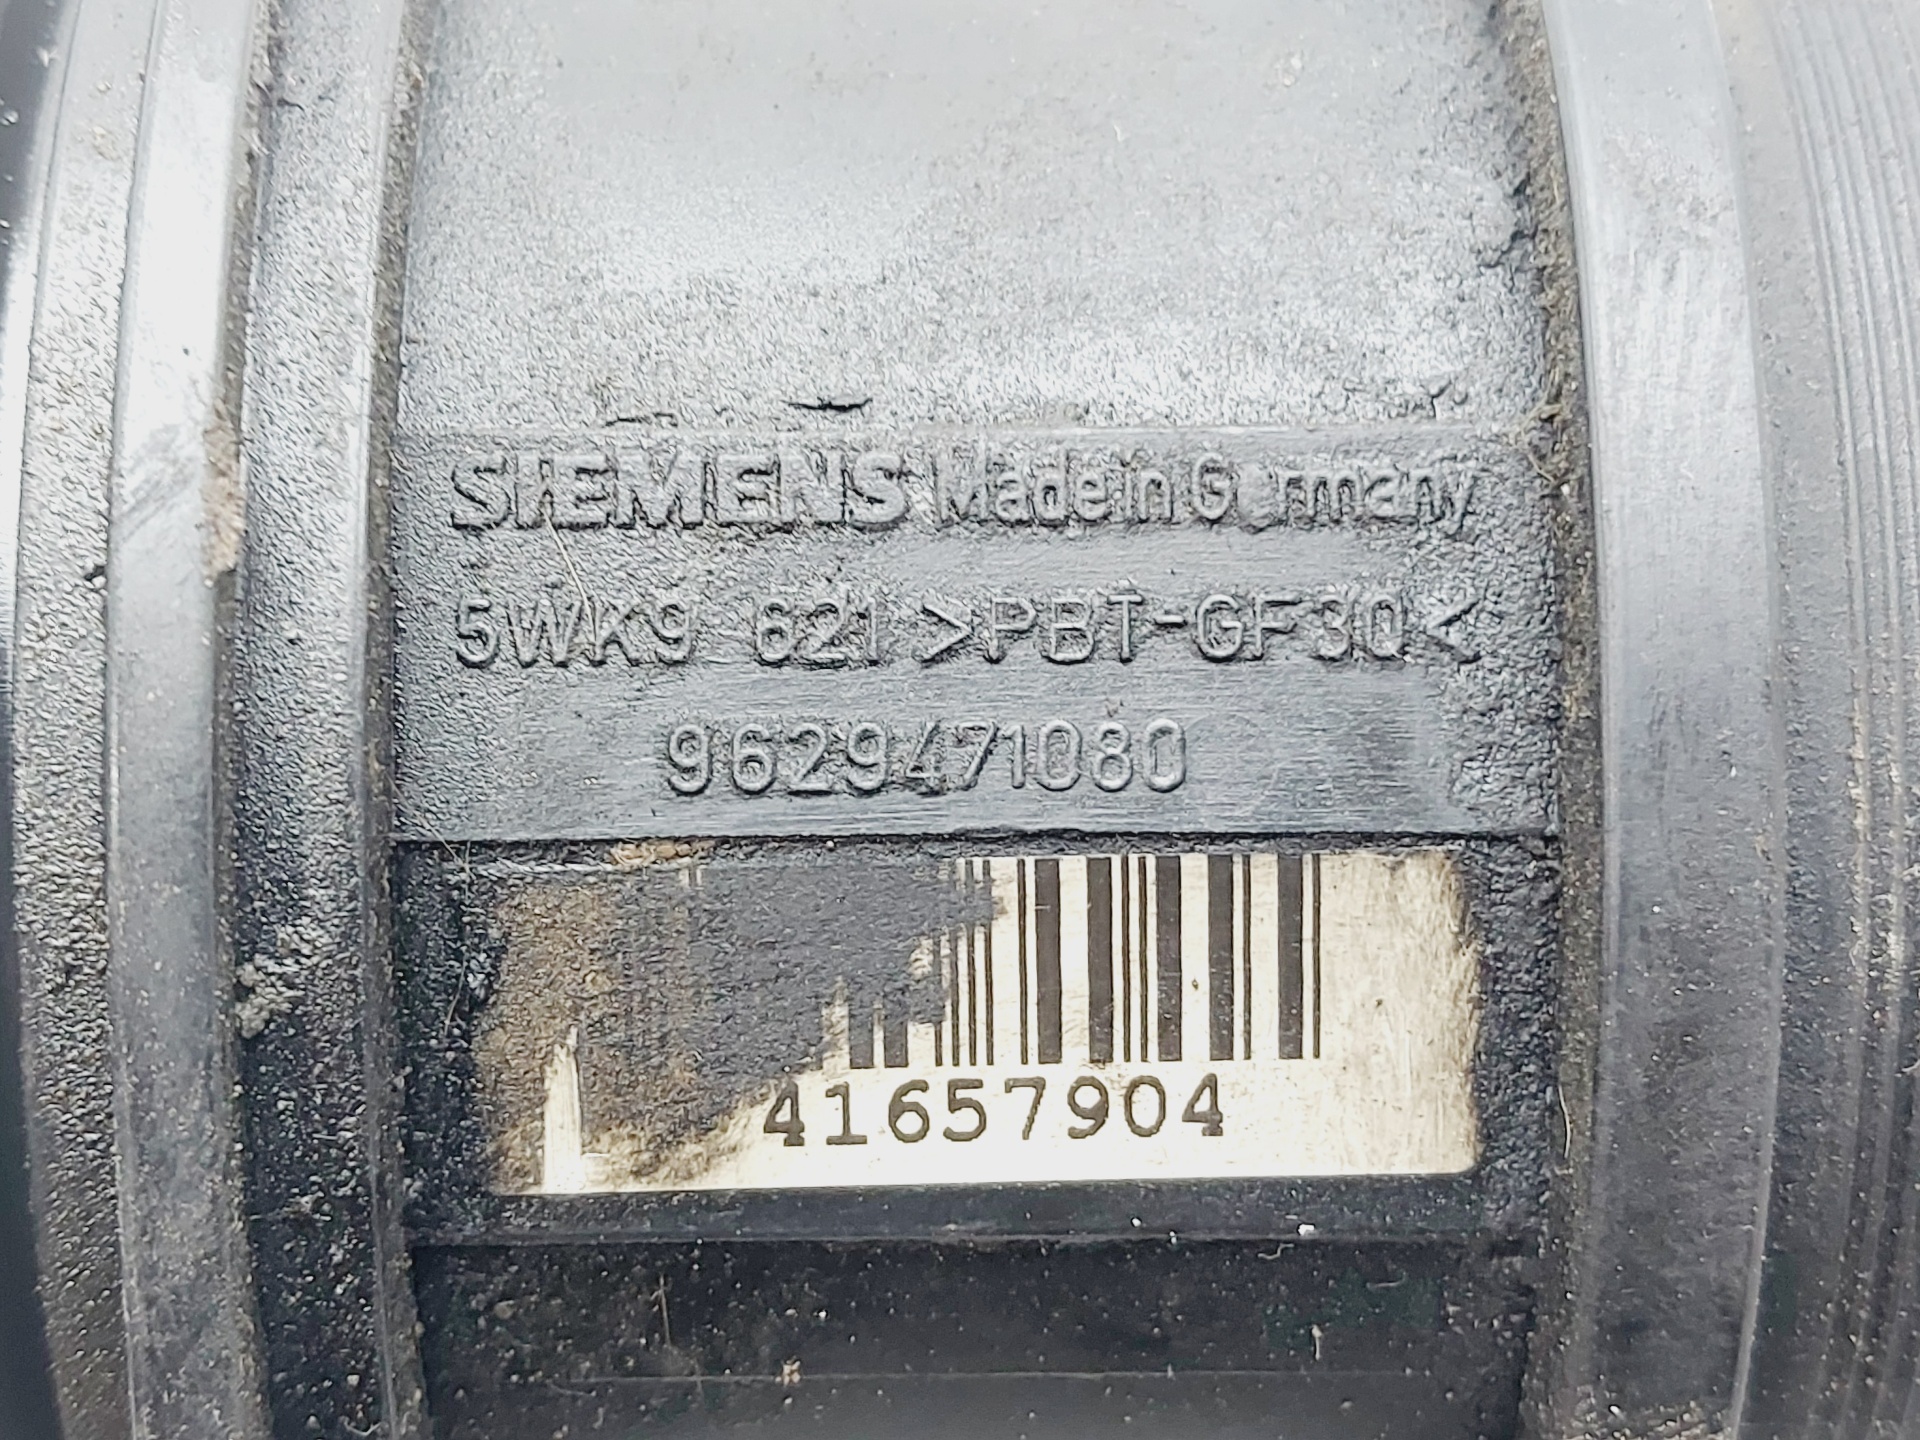 SIEMENS Made in Germany
5WK9 621 >PBT-GF30<
9629471080
41657904